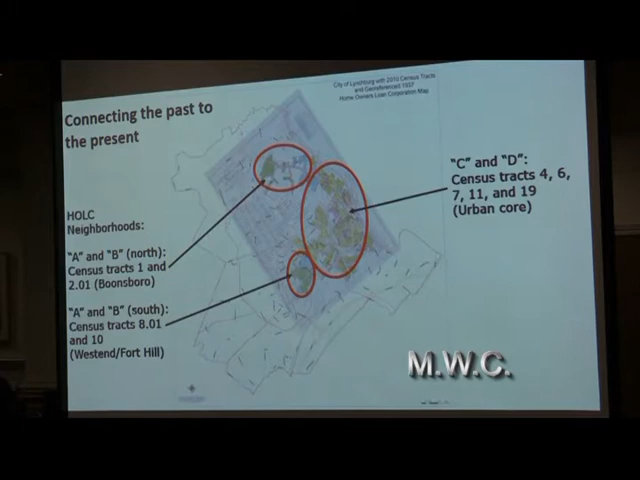 City of Lynchburg with 2010 Census Tracts
and Georeferenced 1937
Home Owners Loan Corporation Map
Connecting the past to
the present
"C" and "D":
Census tracts 4, 6,
7, 11, and 19
(Urban core)
HOLC
Neighborhoods:
"A" and "B" (north):
Census tracts 1 and
2.01 (Boonsboro)
"A" and "B" (south):
Census tracts 8.01
and 10
(Westend/Fort Hill)
M.W.C.